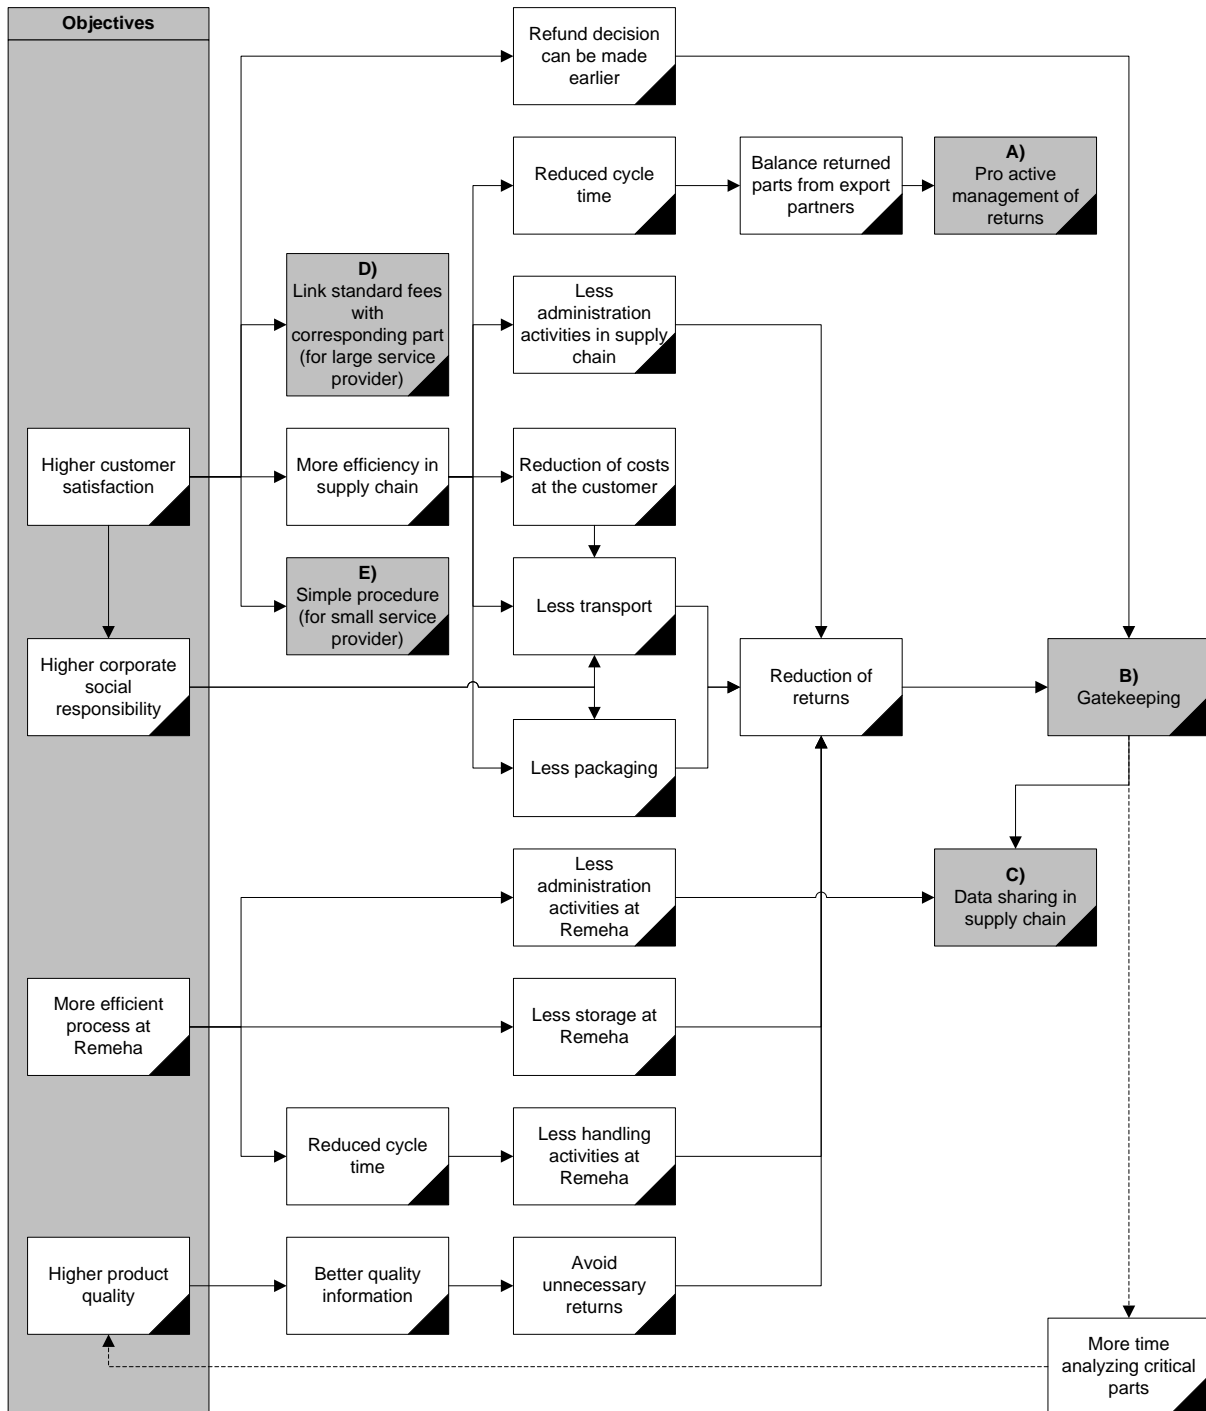 Objectives
Refund decision
can be made
earlier
Reduced cycle
time
Balance returned
parts from export
partners
A)
Pro active
management of
returns
D)
Link standard fees
with
corresponding part
(for large service
provider)
Less
administration
activities in supply
chain
Higher customer
satisfaction
More efficiency in
supply chain
Reduction of costs
at the customer
E)
Simple procedure
(for small service
provider)
Less transport
Higher corporate
social
responsibility
Reduction of
returns
B)
Gatekeeping
Less packaging
Less
administration
activities at
Remeha
C)
Data sharing in
supply chain
More efficient
process at
Remeha
Less storage at
Remeha
Reduced cycle
time
Less handling
activities at
Remeha
Higher product
quality
Better quality
information
Avoid
unnecessary
returns
More time
analyzing critical
parts